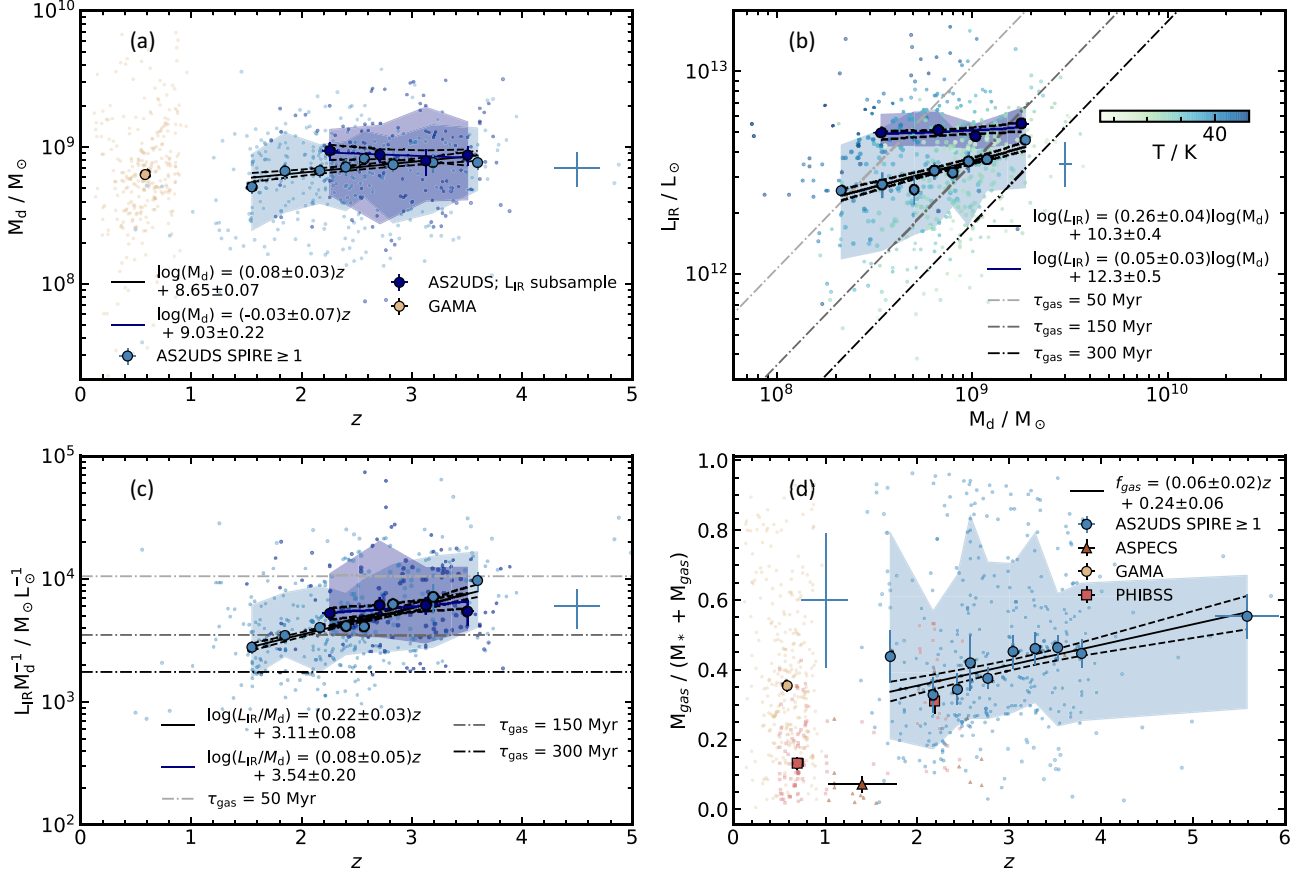 (a)
10^10
10^9
10^8
M_d / M_⊙
log(M_d) = (0.08±0.03)z
+ 8.65±0.07
log(M_d) = (-0.03±0.07)z
+ 9.03±0.22
AS2UDS SPIRE ≥ 1
AS2UDS; L_IR subsample
GAMA
0 1 2 3 4 5
z
(b)
10^13
10^12
L_IR / L_⊙
40
T / K
log(L_IR) = (0.26±0.04)log(M_d)
+ 10.3±0.4
log(L_IR) = (0.05±0.03)log(M_d)
+ 12.3±0.5
τ_gas = 50 Myr
τ_gas = 150 Myr
τ_gas = 300 Myr
10^8 10^9 10^10
M_d / M_⊙
(c)
10^5
10^4
10^3
10^2
L_IR M_d^-1 / M_⊙ L_⊙^-1
log(L_IR/M_d) = (0.22±0.03)z
+ 3.11±0.08
log(L_IR/M_d) = (0.08±0.05)z
+ 3.54±0.20
τ_gas = 50 Myr
τ_gas = 150 Myr
τ_gas = 300 Myr
0 1 2 3 4 5
z
(d)
1.0
0.8
0.6
0.4
0.2
0.0
M_gas / (M_* + M_gas)
f_gas = (0.06±0.02)z
+ 0.24±0.06
AS2UDS SPIRE ≥ 1
ASPECS
GAMA
PHIBSS
0 1 2 3 4 5 6
z